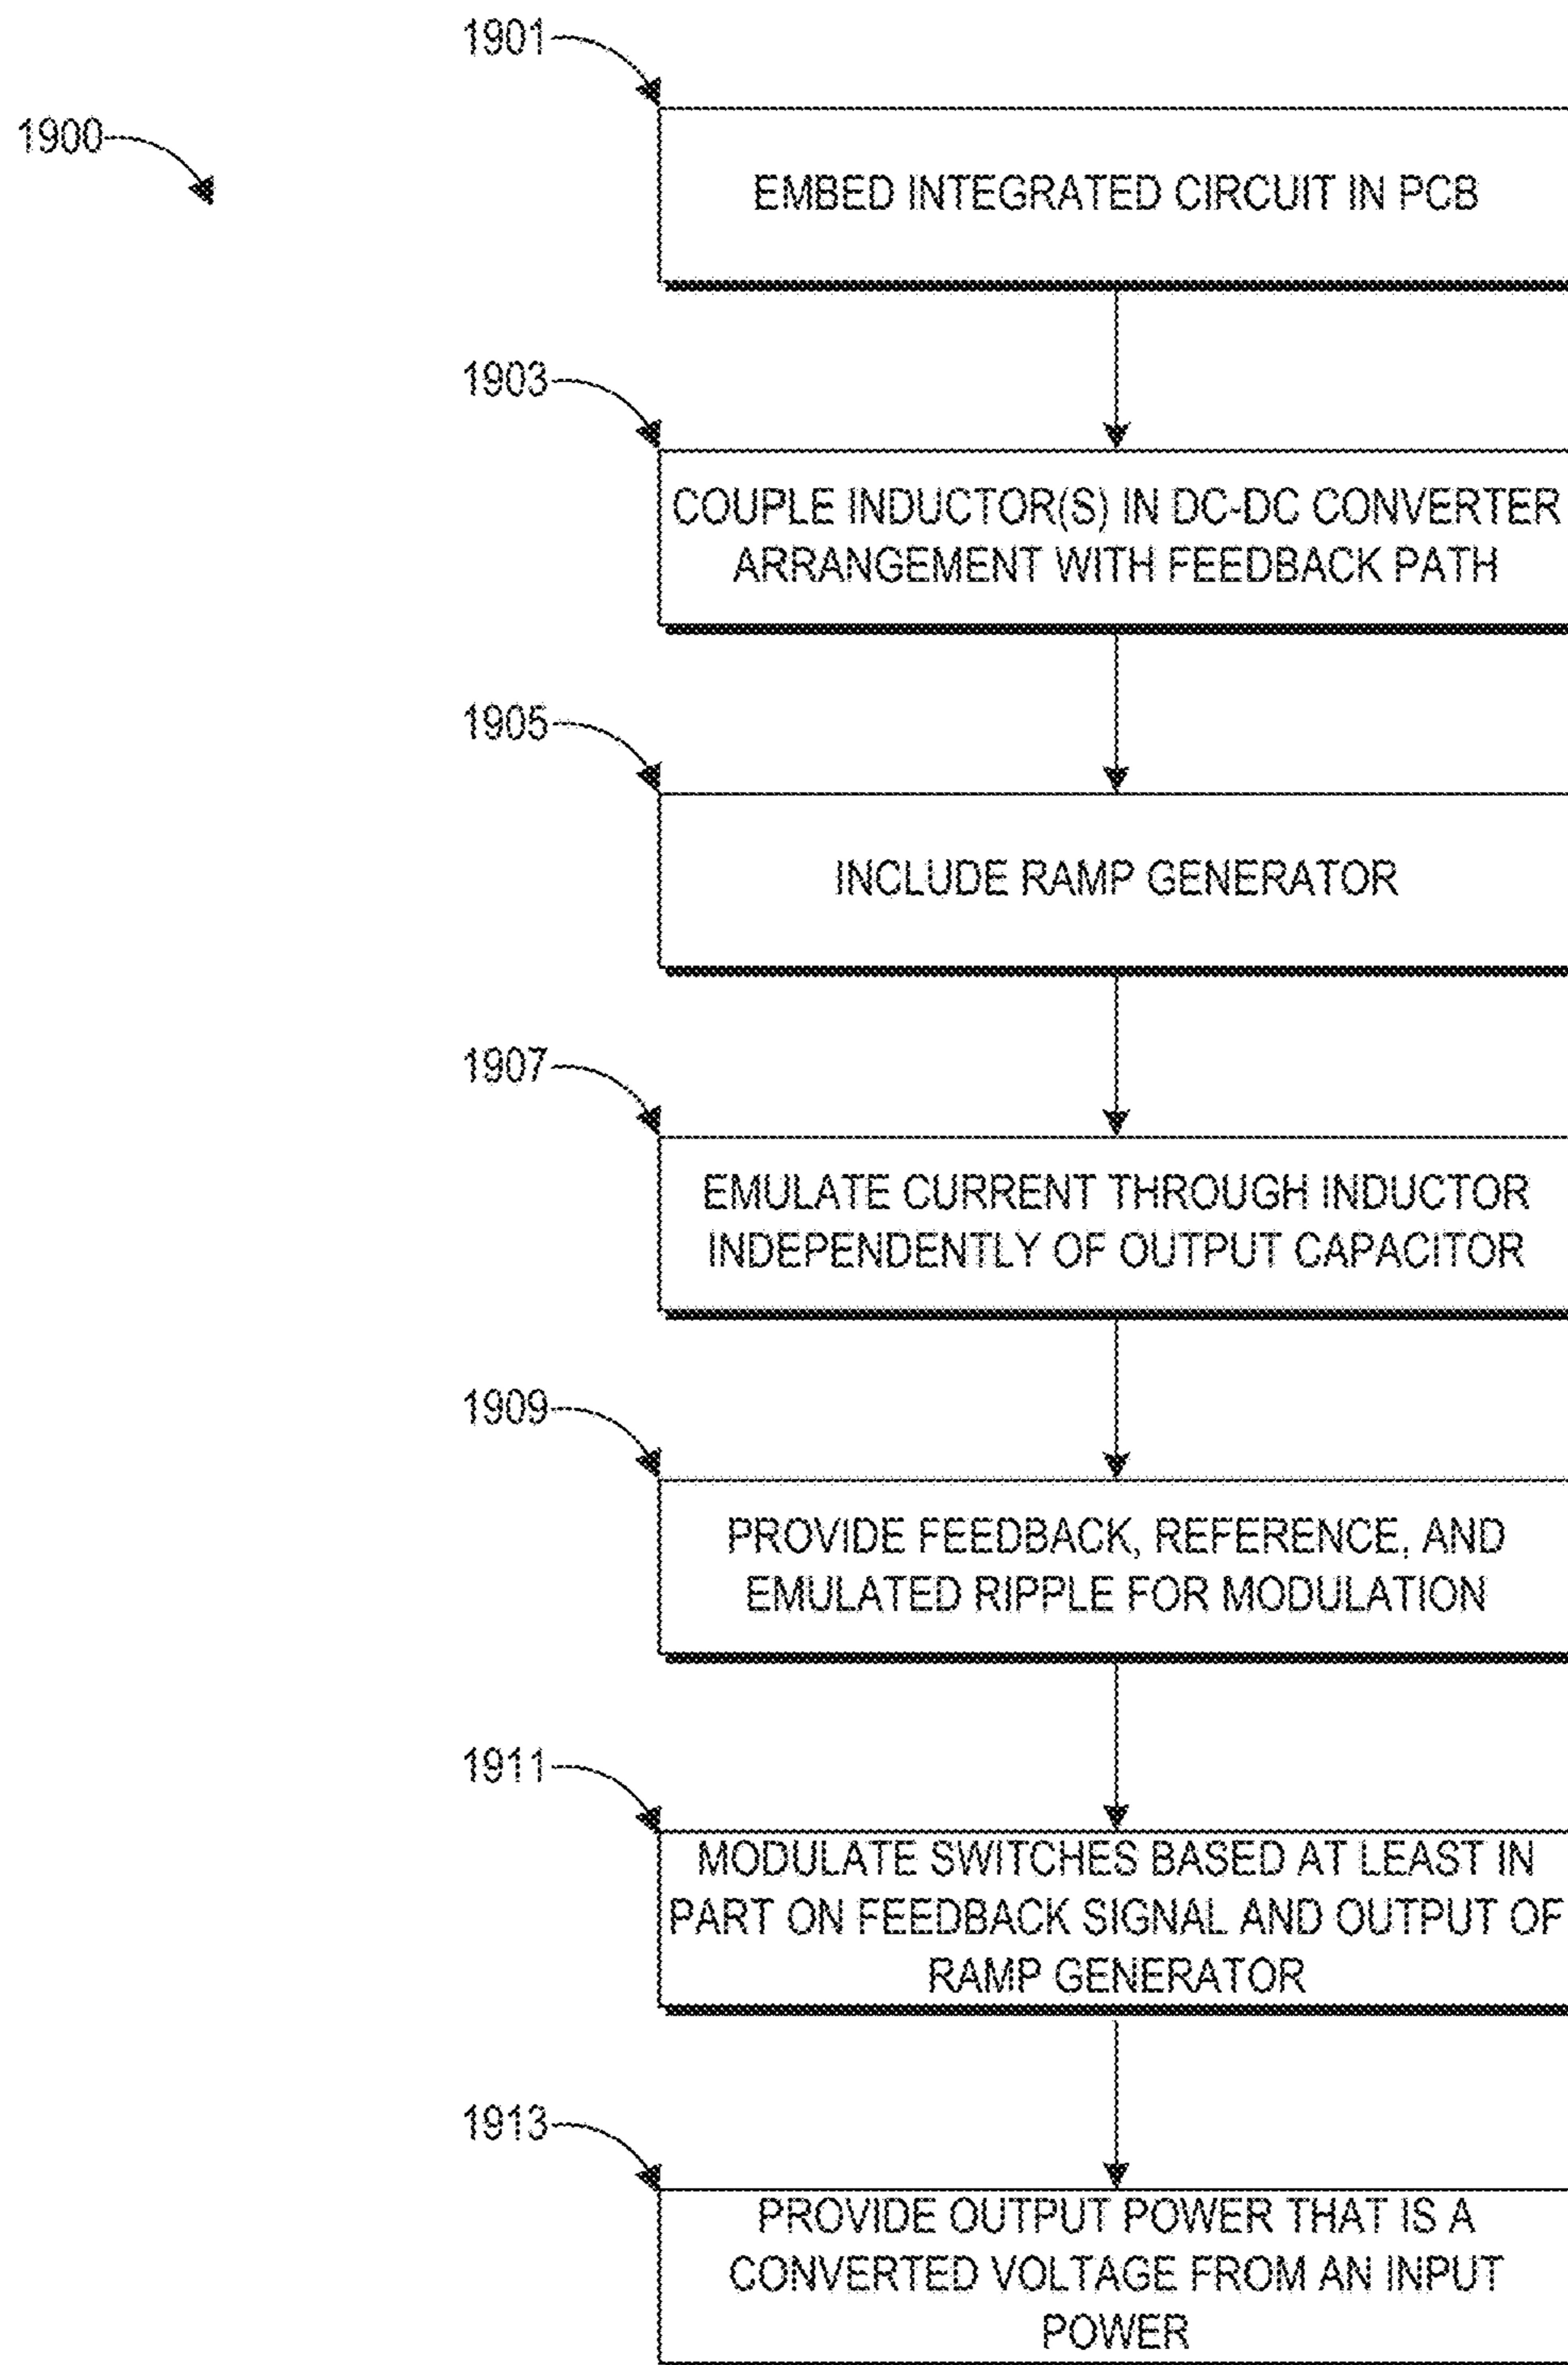 1900
1901
EMBED INTEGRATED CIRCUIT IN PCB
1903
COUPLE INDUCTOR(S) IN DC-DC CONVERTER
ARRANGEMENT WITH FEEDBACK PATH
1905
INCLUDE RAMP GENERATOR
1907
EMULATE CURRENT THROUGH INDUCTOR
INDEPENDENTLY OF OUTPUT CAPACITOR
1909
PROVIDE FEEDBACK, REFERENCE, AND
EMULATED RIPPLE FOR MODULATION
1911
MODULATE SWITCHES BASED AT LEAST IN
PART ON FEEDBACK SIGNAL AND OUTPUT OF
RAMP GENERATOR
1913
PROVIDE OUTPUT POWER THAT IS A
CONVERTED VOLTAGE FROM AN INPUT
POWER